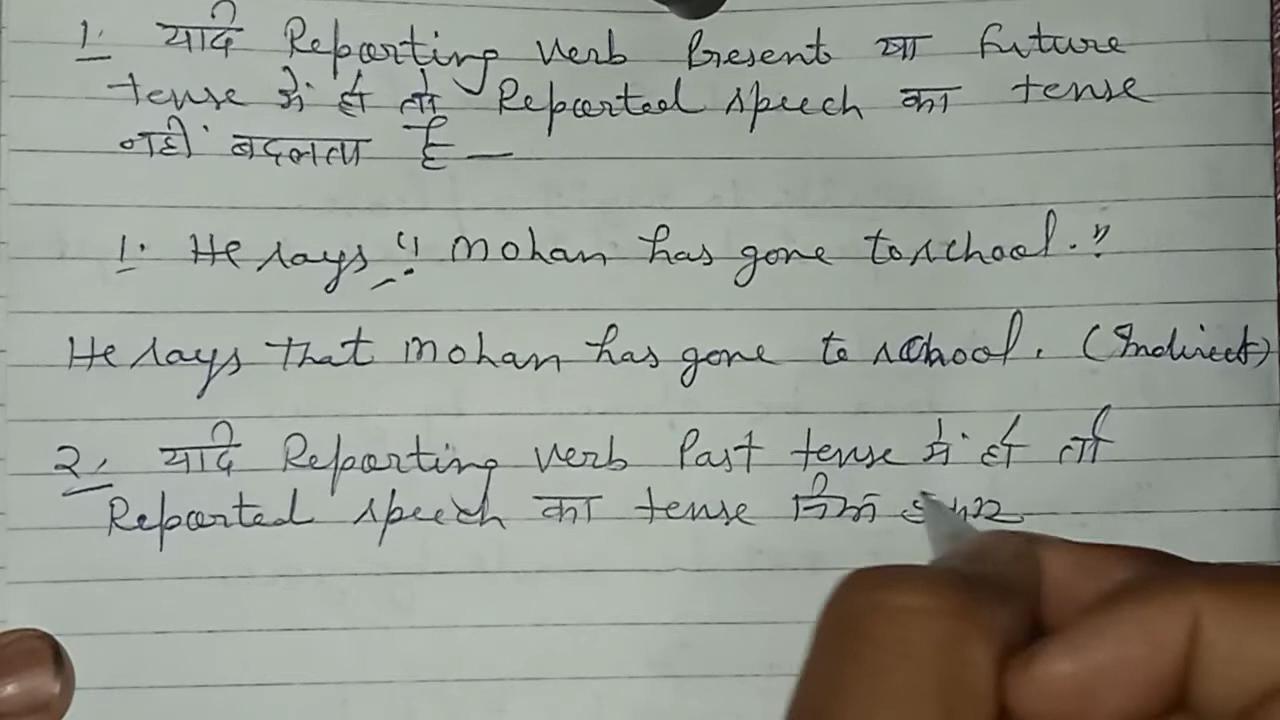 1. यदि Reporting verb Present या future
tense में हो तो Reported speech का tense
नहीं बदलता है —
1. He says, "Mohan has gone to school."
He says that Mohan has gone to school. (Indirect)
2. यदि Reporting verb Past tense में हो तो
Reported speech का tense निम्न